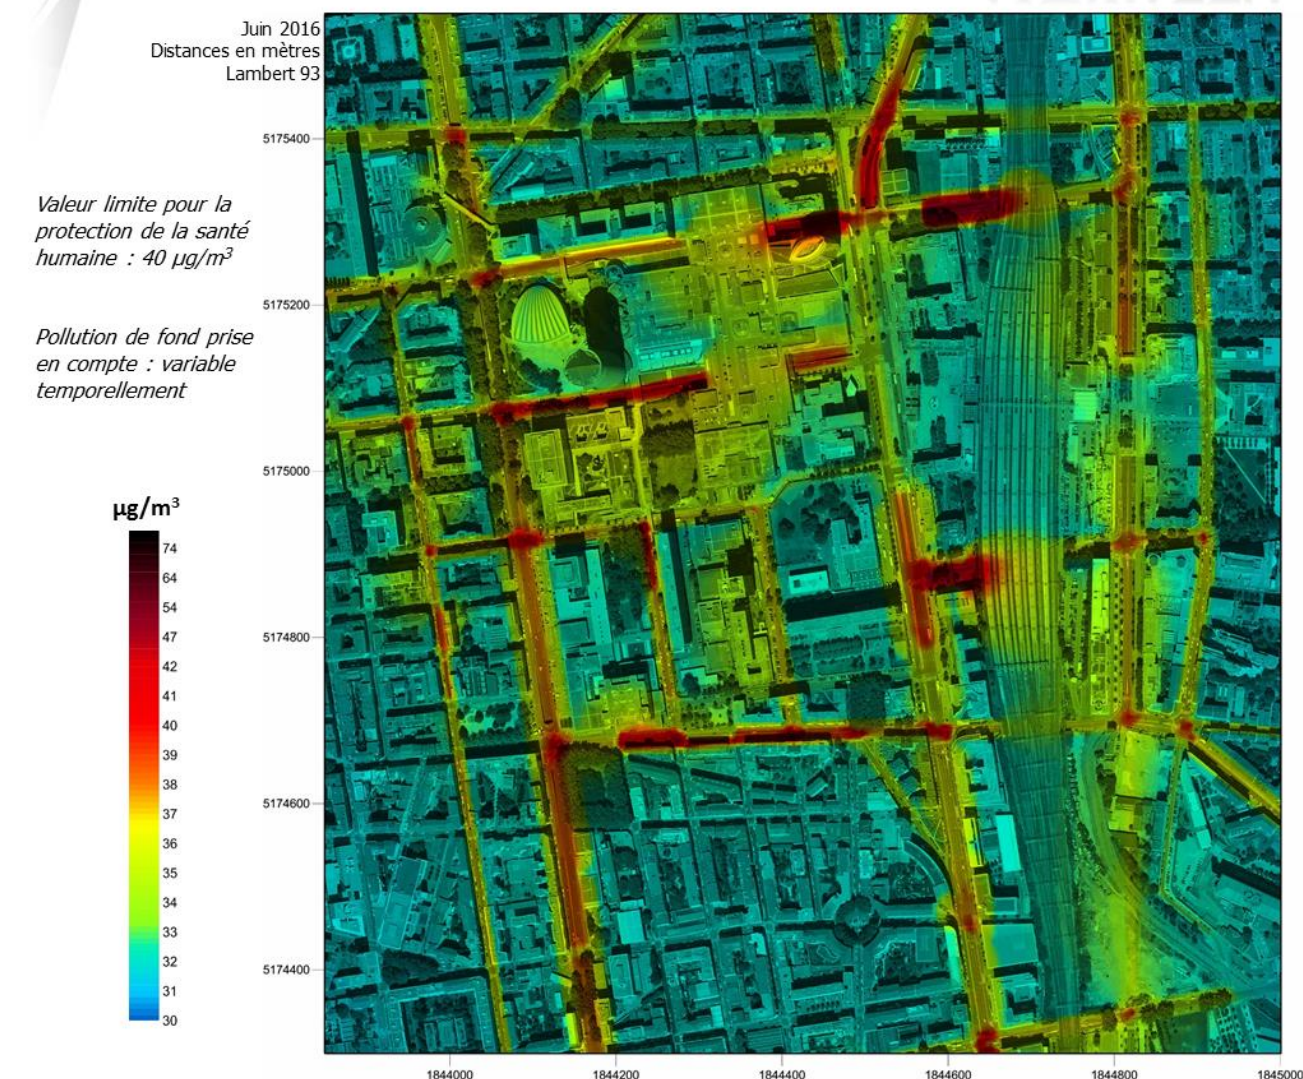 Juin 2016
Distances en mètres
Lambert 93
5175400
Valeur limite pour la
protection de la santé
humaine : 40 µg/m³
5175200
Pollution de fond prise
en compte : variable
temporellement
5175000
µg/m³
74
64
54
47
42
41
40
39
38
37
36
35
34
33
32
31
30
5174800
5174600
5174400
1844000
1844200
1844400
1844600
1844800
1845000